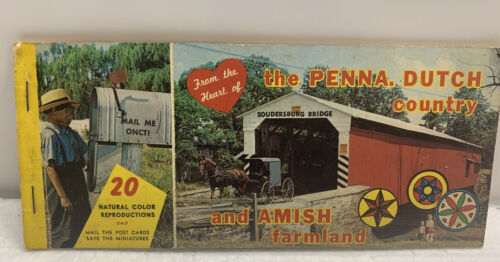 From the
Heart of
the PENNA. DUTCH
country
SOUDERSBURG BRIDGE
MAIL ME
ONCT!
20
NATURAL COLOR
REPRODUCTIONS
MAIL THE POST CARDS
SAVE THE MINIATURES
and AMISH
farmland